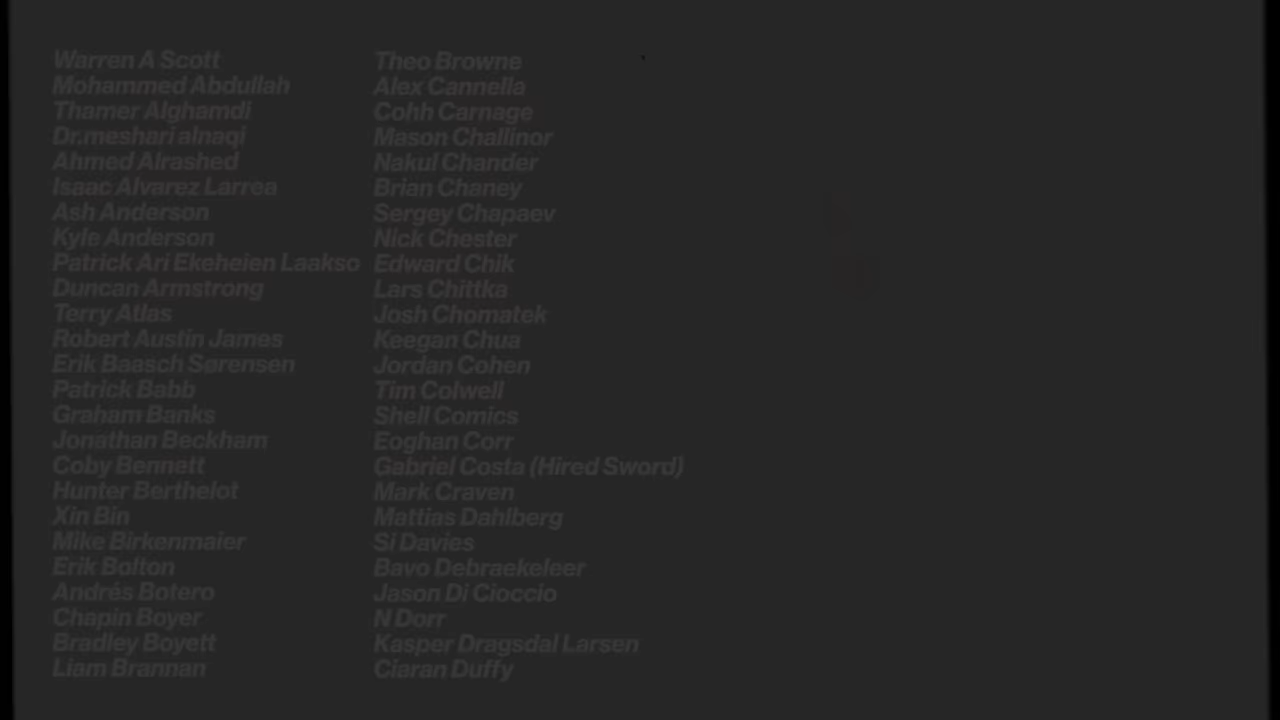 Warren A Scott
Mohammed Abdullah
Thamer Alghamdi
Dr.meshari alnaqi
Ahmed Alrashed
Isaac Alvarez Larrea
Ash Anderson
Kyle Anderson
Patrick Ari Ekeheien Laakso
Duncan Armstrong
Terry Atlas
Robert Austin James
Erik Baasch Sørensen
Patrick Babb
Graham Banks
Jonathan Beckham
Coby Bennett
Hunter Berthelot
Xin Bin
Mike Birkenmaier
Erik Bolton
Andrés Botero
Chapin Boyer
Bradley Boyett
Liam Brannan
Theo Browne
Alex Cannella
Cohh Carnage
Mason Challinor
Nakul Chander
Brian Chaney
Sergey Chapaev
Nick Chester
Edward Chik
Lars Chittka
Josh Chomatek
Keegan Chua
Jordan Cohen
Tim Colwell
Shell Comics
Eoghan Corr
Gabriel Costa (Hired Sword)
Mark Craven
Mattias Dahlberg
Si Davies
Bavo Debraekeleer
Jason Di Cioccio
N Dorr
Kasper Dragsdal Larsen
Ciaran Duffy